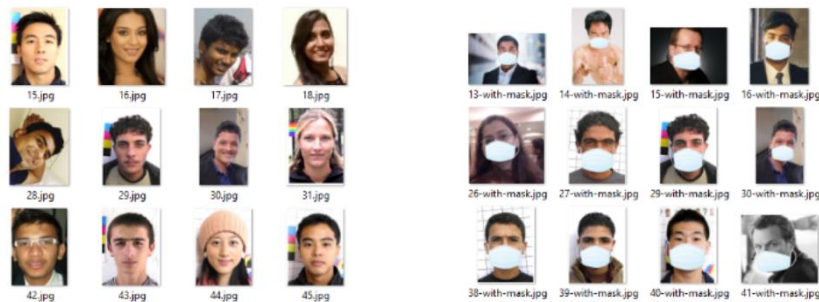 15.jpg 16.jpg 17.jpg 18.jpg
13-with-mask.jpg 14-with-mask.jpg 15-with-mask.jpg 16-with-mask.jpg
28.jpg 29.jpg 30.jpg 31.jpg
26-with-mask.jpg 27-with-mask.jpg 29-with-mask.jpg 30-with-mask.jpg
42.jpg 43.jpg 44.jpg 45.jpg
38-with-mask.jpg 39-with-mask.jpg 40-with-mask.jpg 41-with-mask.jpg